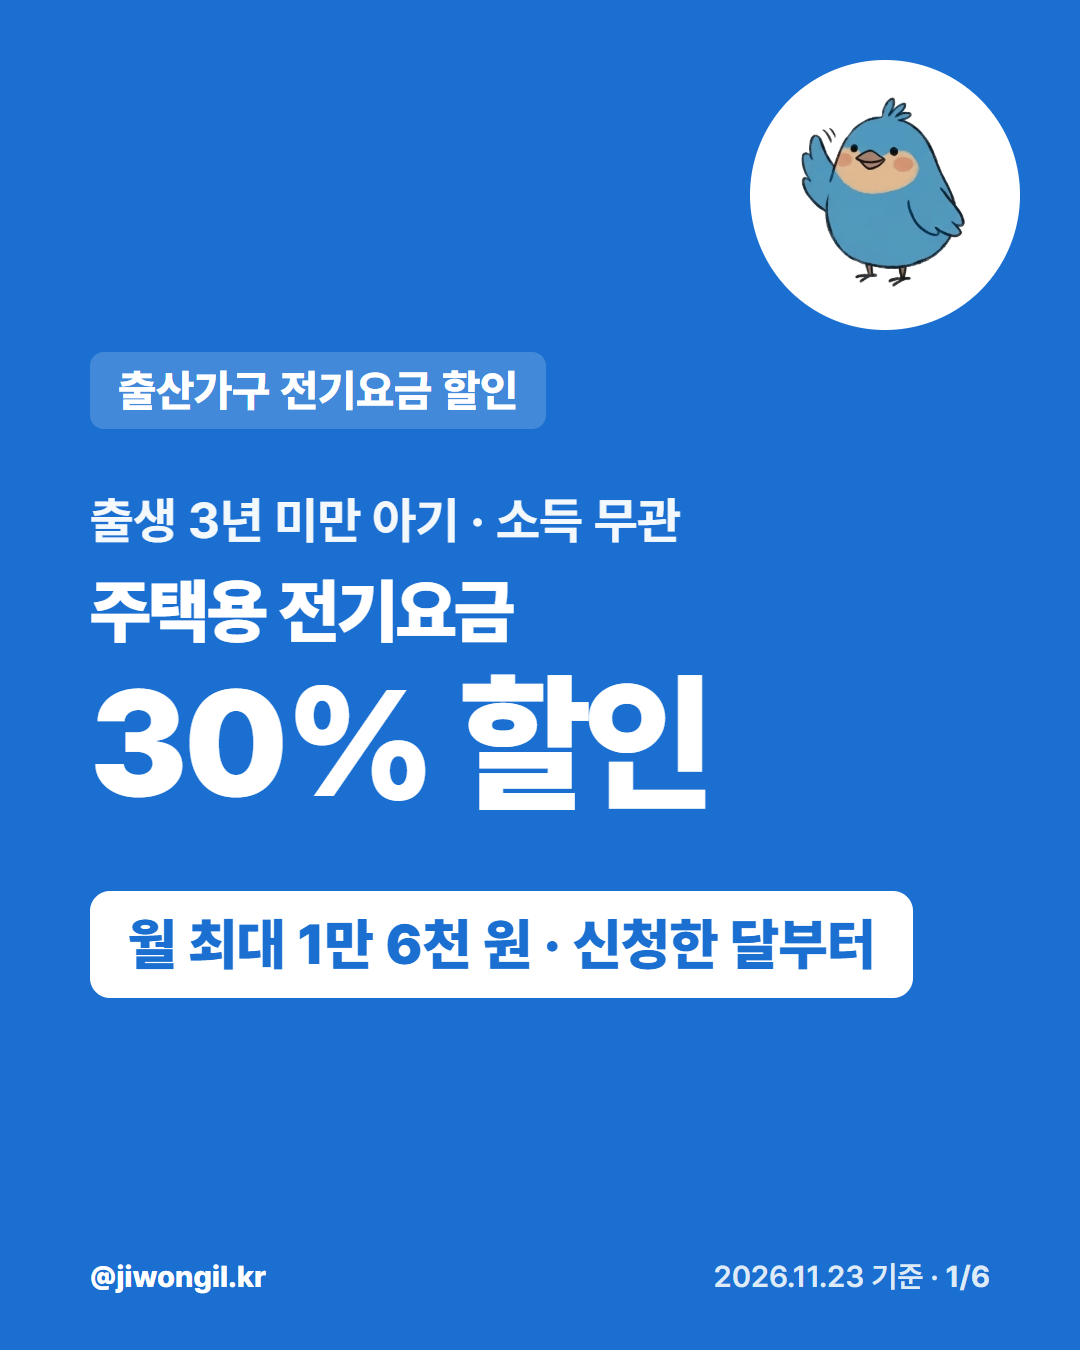 출산가구 전기요금 할인
출생 3년 미만 아기 · 소득 무관
주택용 전기요금
30% 할인
월 최대 1만 6천 원 · 신청한 달부터
@jiwongil.kr
2026.11.23 기준 · 1/6